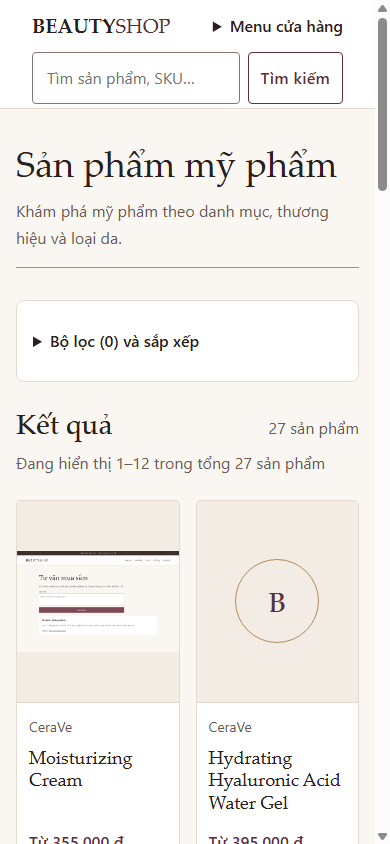 BEAUTYSHOP
▶ Menu cửa hàng
Tìm sản phẩm, SKU...
Tìm kiếm
Sản phẩm mỹ phẩm
Khám phá mỹ phẩm theo danh mục, thương
hiệu và loại da.
▶ Bộ lọc (0) và sắp xếp
Kết quả
27 sản phẩm
Đang hiển thị 1–12 trong tổng 27 sản phẩm
BEAUTYSHOP
Tư vấn mua sắm
B
CeraVe
Moisturizing
Cream
Từ 355.000 đ
CeraVe
Hydrating
Hyaluronic Acid
Water Gel
Từ 395.000 đ